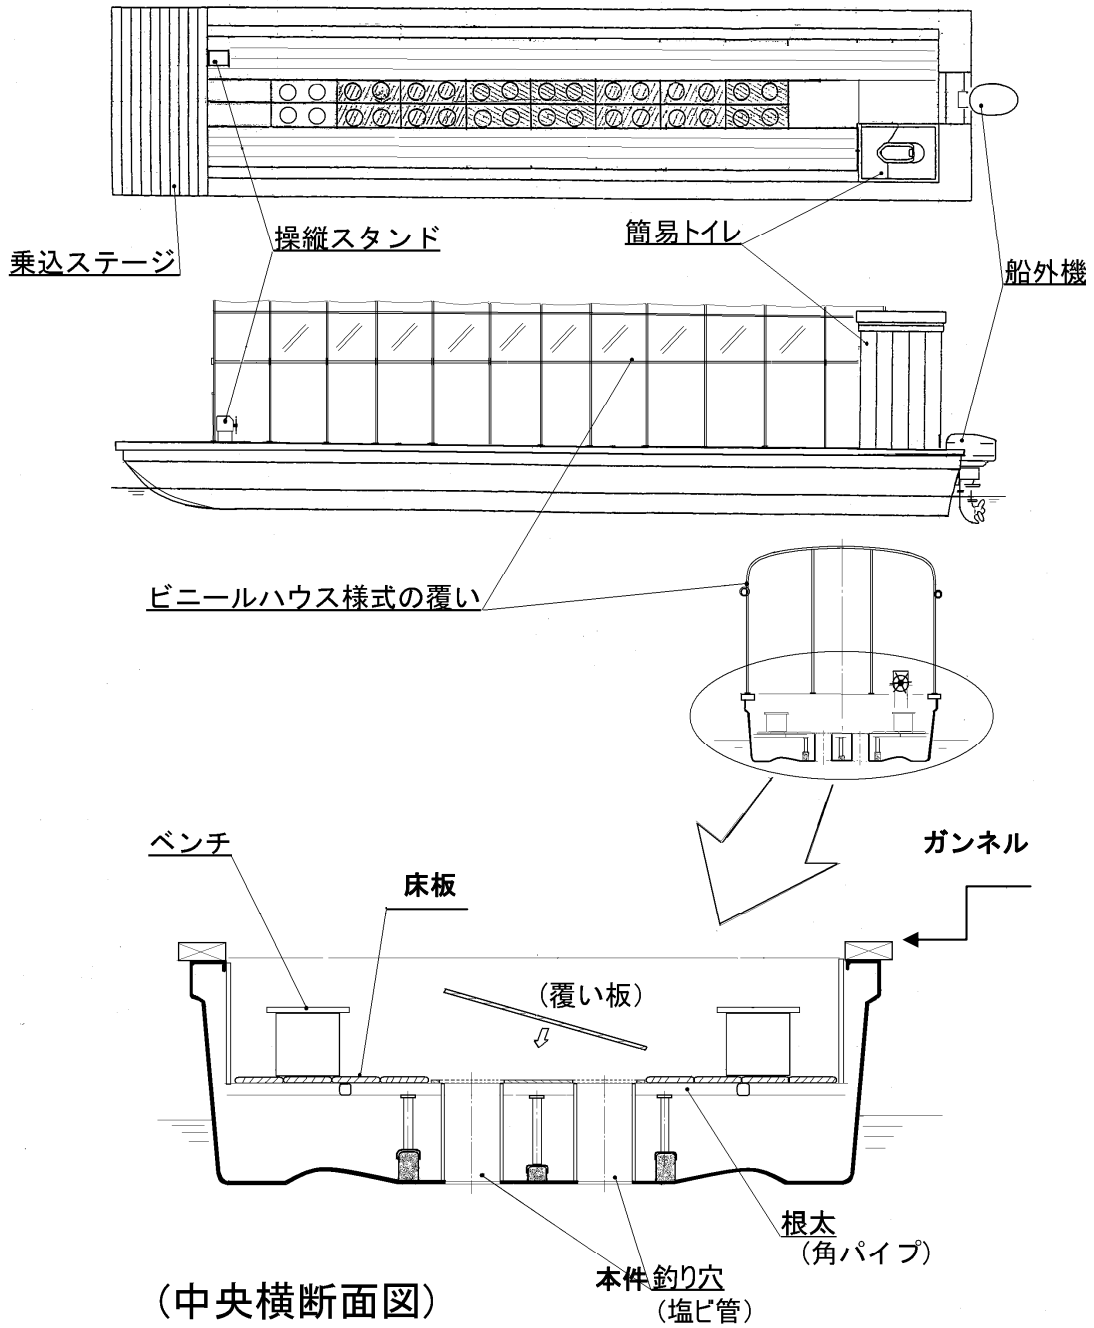 操縦スタンド
簡易トイレ
乗込ステージ
船外機
ビニールハウス様式の覆い
ベンチ
ガンネル
床板
(覆い板)
根太
(角パイプ)
本件釣り穴
(塩ビ管)
(中央横断面図)